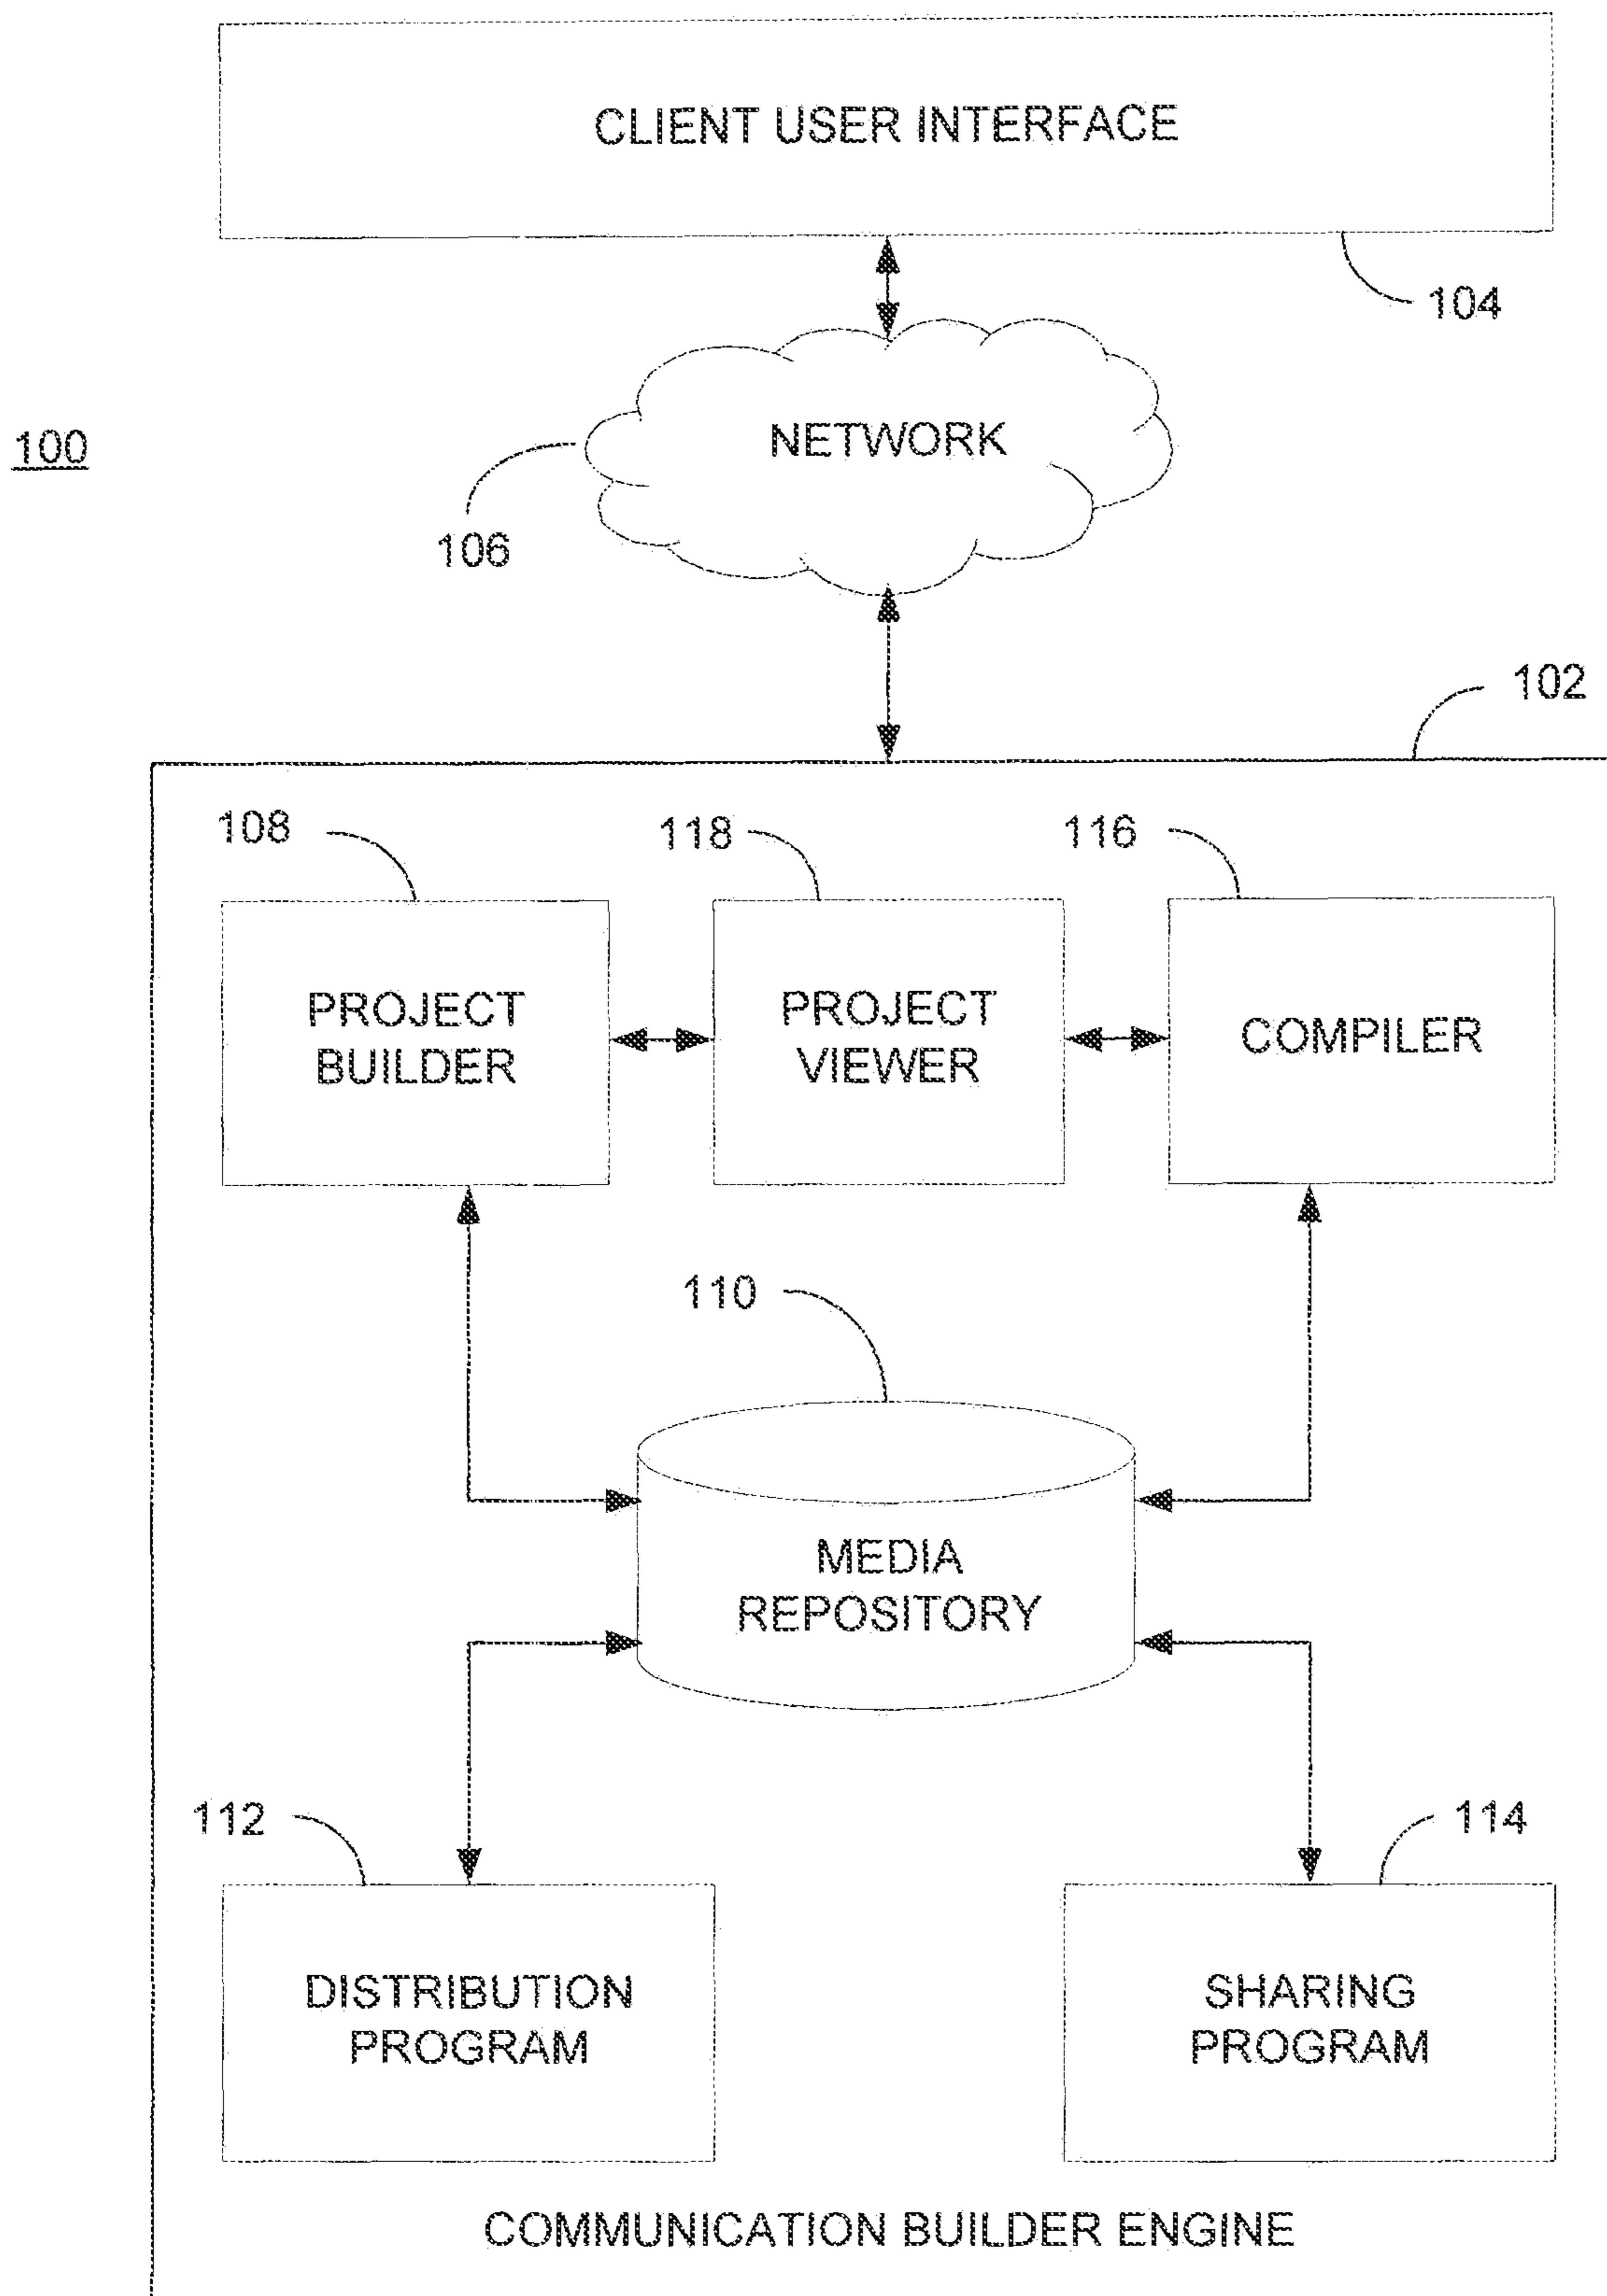 CLIENT USER INTERFACE
104
NETWORK
100
106
102
108
118
116
PROJECT
BUILDER
PROJECT
VIEWER
COMPILER
110
MEDIA
REPOSITORY
112
114
DISTRIBUTION
PROGRAM
SHARING
PROGRAM
COMMUNICATION BUILDER ENGINE